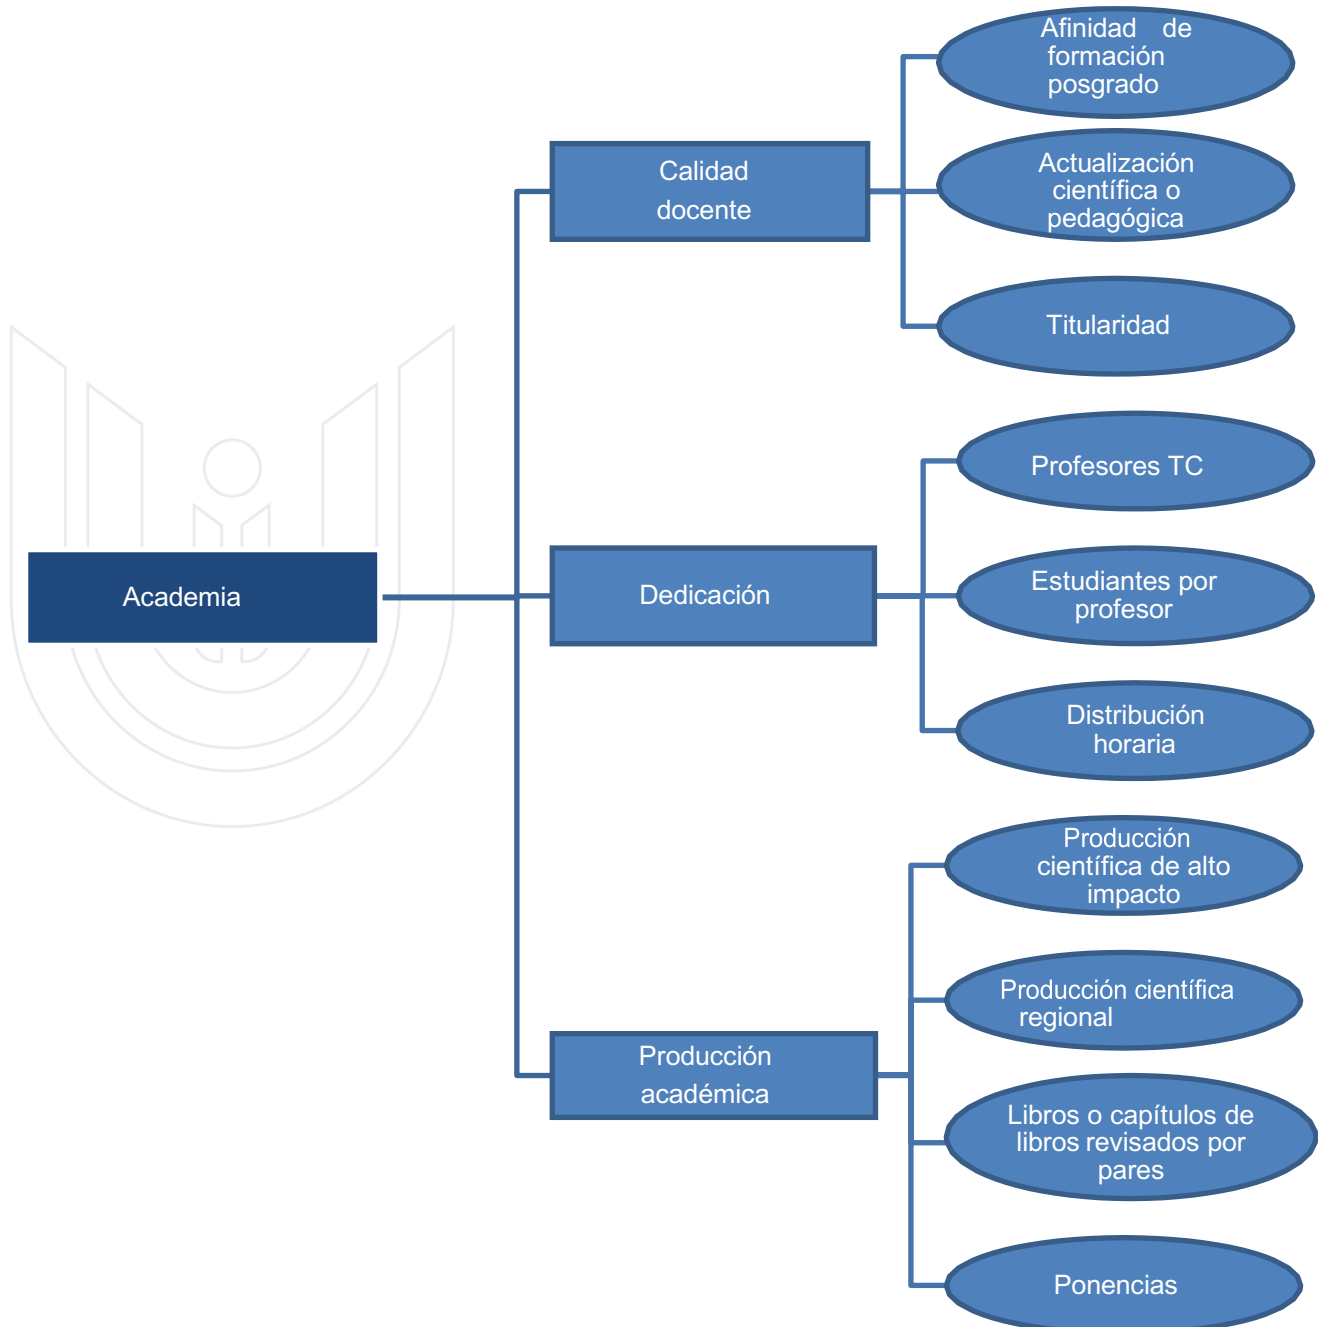 Academia
Calidad
docente
Afinidad de
formación
posgrado
Actualización
científica o
pedagógica
Titularidad
Dedicación
Profesores TC
Estudiantes por
profesor
Distribución
horaria
Producción
académica
Producción
científica de alto
impacto
Producción científica
regional
Libros o capítulos de
libros revisados por
pares
Ponencias